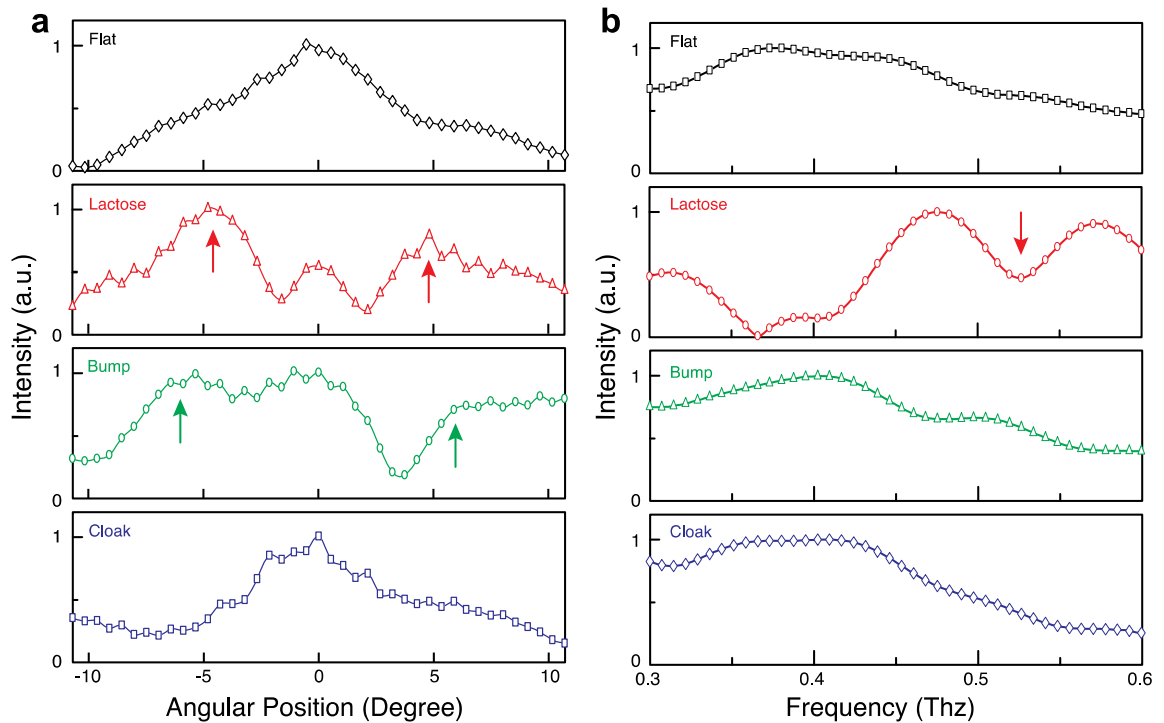 a
Flat
1
0
Lactose
1
0
Bump
1
0
Cloak
1
0
-10
-5
0
5
10
Intensity (a.u.)
Angular Position (Degree)
b
Flat
1
0
Lactose
1
0
Bump
1
0
Cloak
1
0
0.3
0.4
0.5
0.6
Intensity (a.u.)
Frequency (Thz)